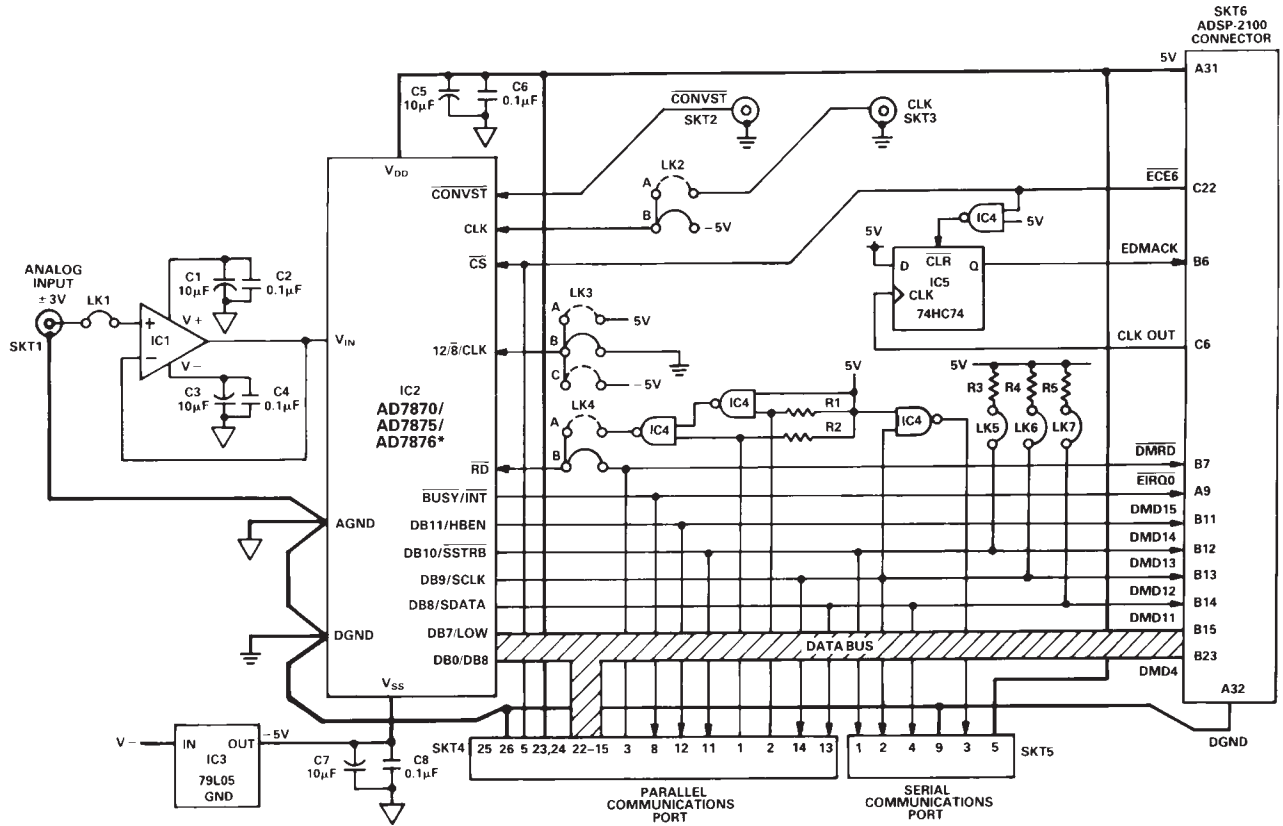 SKT6
ADSP-2100
CONNECTOR
5V
A31
C5
10µF
C6
0.1µF
CONVST
SKT2
CLK
SKT3
VDD
CONVST
LK2
A
B
-5V
CLK
CS
ECE6
C22
IC4
5V
5V
D
CLR
Q
IC5
CLK
74HC74
EDMACK
B6
CLK OUT
C6
ANALOG
INPUT
± 3V
LK1
SKT1
C1
10µF
C2
0.1µF
V+
IC1
V-
C3
10µF
C4
0.1µF
VIN
LK3
A
5V
B
12/8/CLK
C
-5V
IC2
AD7870/
AD7875/
AD7876*
5V
LK4
A
B
IC4
IC4
R1
R2
IC4
5V
R3
R4
R5
LK5
LK6
LK7
RD
DMRD
B7
BUSY/INT
EIRQ0
A9
AGND
DB11/HBEN
DMD15
B11
DB10/SSTRB
DMD14
B12
DB9/SCLK
DMD13
B13
DB8/SDATA
DMD12
B14
DGND
DB7/LOW
DMD11
B15
DATA BUS
DB0/DB8
B23
DMD4
VSS
A32
DGND
V-
IN
OUT
-5V
IC3
79L05
GND
C7
10µF
C8
0.1µF
SKT4
25 26 5 23,24 22-15 3 8 12 11 1 2 14 13
1 2 4 9 3 5
SKT5
PARALLEL
COMMUNICATIONS
PORT
SERIAL
COMMUNICATIONS
PORT